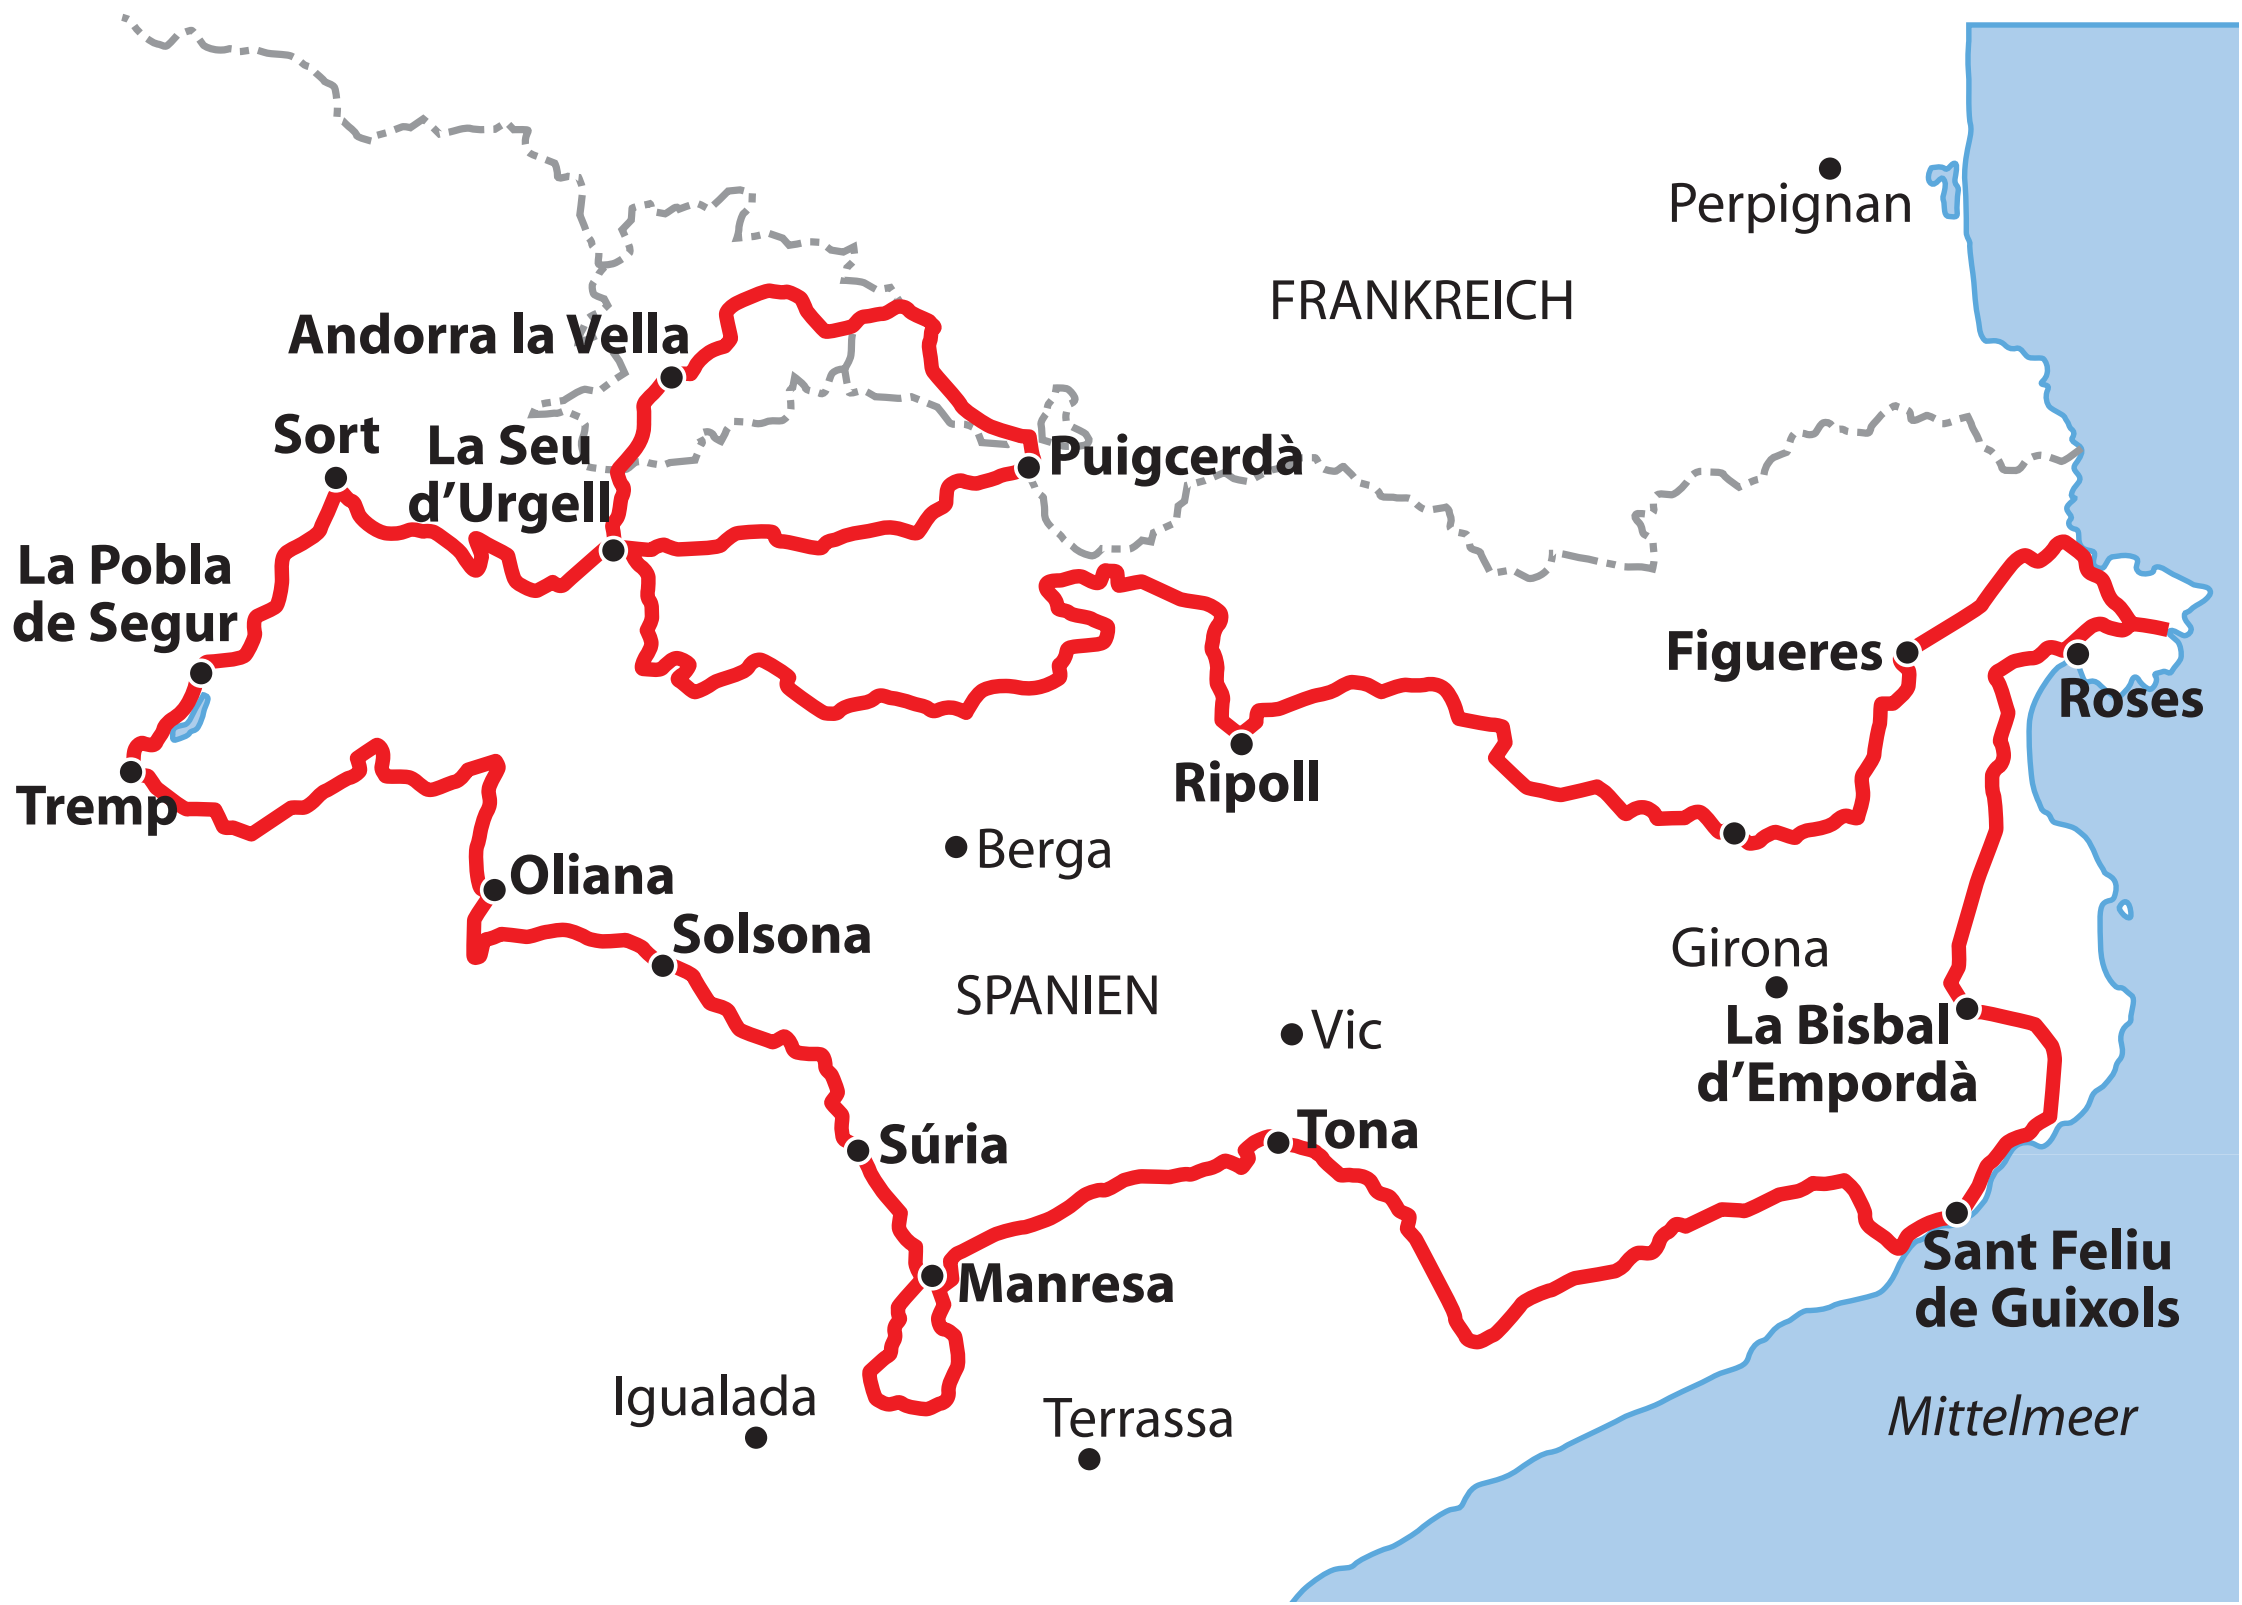 Perpignan
FRANKREICH
Andorra la Vella
Sort
La Seu
d’Urgell
Puigcerdà
La Pobla
de Segur
Figueres
Roses
Tremp
Ripoll
Berga
Oliana
Solsona
Girona
SPANIEN
Vic
La Bisbal
d’Empordà
Tona
Súria
Sant Feliu
de Guixols
Manresa
Igualada
Terrassa
Mittelmeer